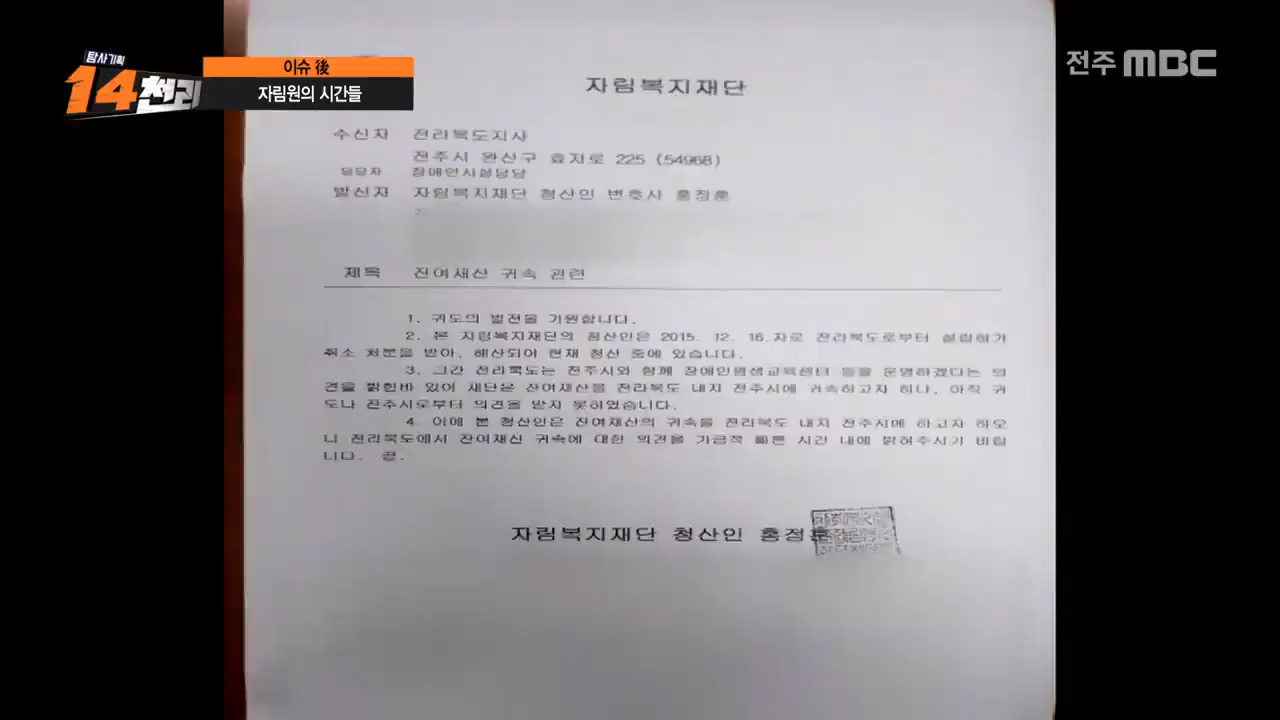 탐사기획
14천리
이슈 後
자림원의 시간들
전주 MBC
자림복지재단
수신자 전라북도지사
전주시 완산구 효자로 225 (54968)
담당자 장애인시설담당
발신자 자림복지재단 청산인 변호사 홍정훈
제목 잔여재산 귀속 관련
1. 귀도의 발전을 기원합니다.
2. 본 자림복지재단의 청산인은 2015. 12. 16.자로 전라북도로부터 설립허가
취소 처분을 받아, 해산되어 현재 청산 중에 있습니다.
3. 그간 전라북도는 전주시와 함께 장애인평생교육센터 등을 운영하겠다는 의
견을 밝힌바 있어 재단은 잔여재산을 전라북도 내지 전주시에 귀속하고자 하나, 아직 귀
도나 전주시로부터 의견을 받지 못하였습니다.
4. 이에 본 청산인은 잔여재산의 귀속을 전라북도 내지 전주시에 하고자 하오
니 전라북도에서 잔여재산 귀속에 대한 의견을 가급적 빠른 시간 내에 밝혀주시기 바랍
니다. 끝.
자림복지재단 청산인 홍정훈